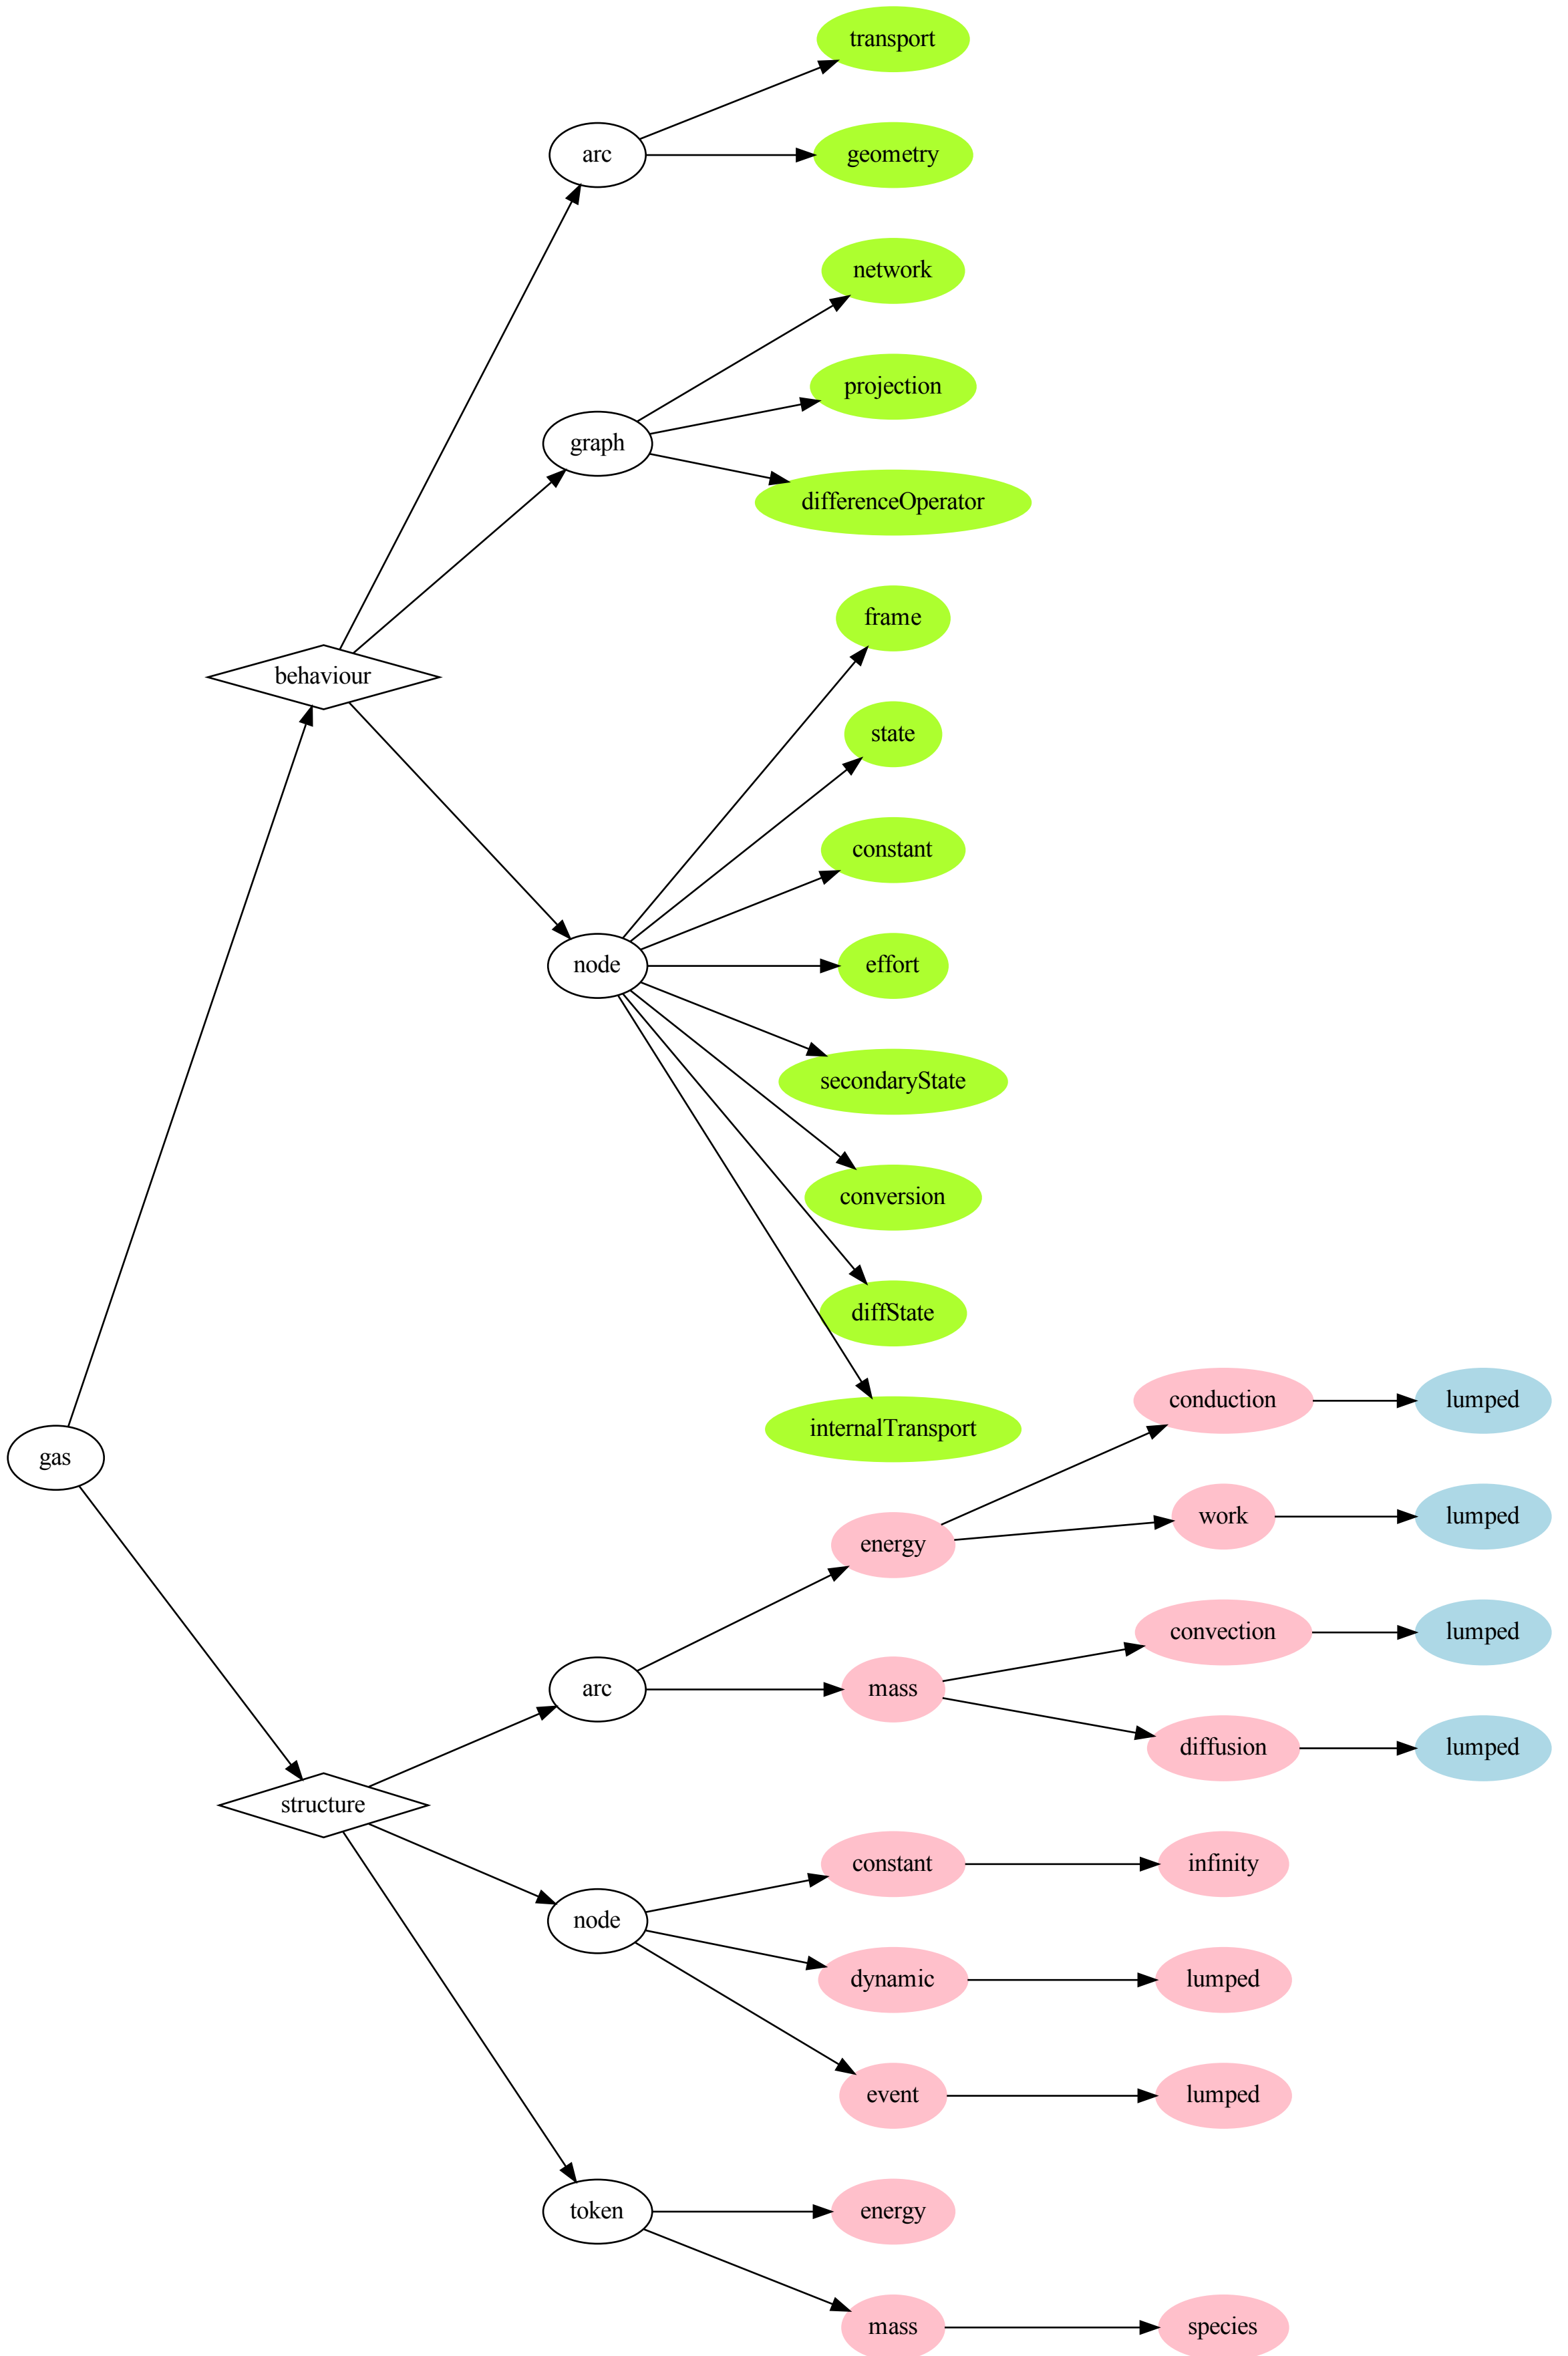 transport
arc
geometry
network
projection
graph
differenceOperator
frame
behaviour
state
constant
node
effort
secondaryState
conversion
diffState
conduction
lumped
internalTransport
gas
work
lumped
energy
convection
lumped
arc
mass
diffusion
lumped
structure
constant
infinity
node
dynamic
lumped
event
lumped
token
energy
mass
species